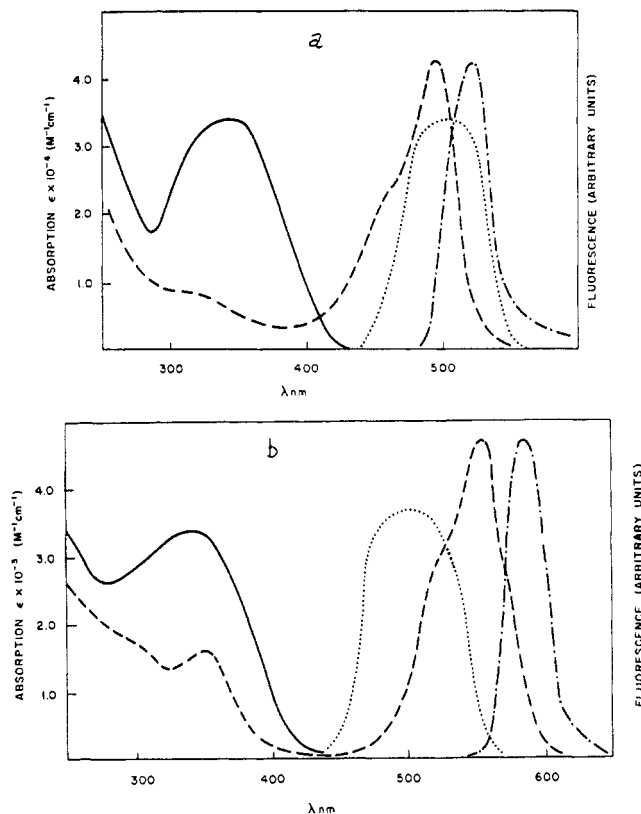 a
4.0
3.0
2.0
1.0
ABSORPTION ε × 10⁻⁴ (M⁻¹cm⁻¹)
FLUORESCENCE (ARBITRARY UNITS)
300 400 500
λ nm
b
4.0
3.0
2.0
1.0
ABSORPTION ε × 10⁻³ (M⁻¹cm⁻¹)
FLUORESCENCE (ARBITRARY UNITS)
300 400 500 600
λ nm